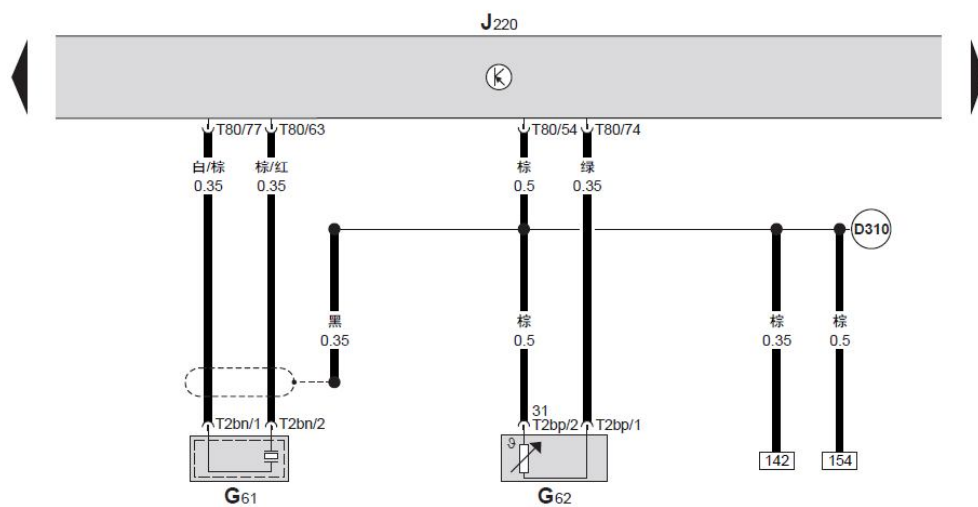 J220
T80/77 T80/63 T80/54 T80/74
白/棕 棕/红 棕 绿
0.35 0.35 0.5 0.35
D310
黑 棕 棕 棕
0.35 0.5 0.35 0.5
31
T2bn/1 T2bn/2 T2bp/2 T2bp/1
ϑ
142 154
G61 G62